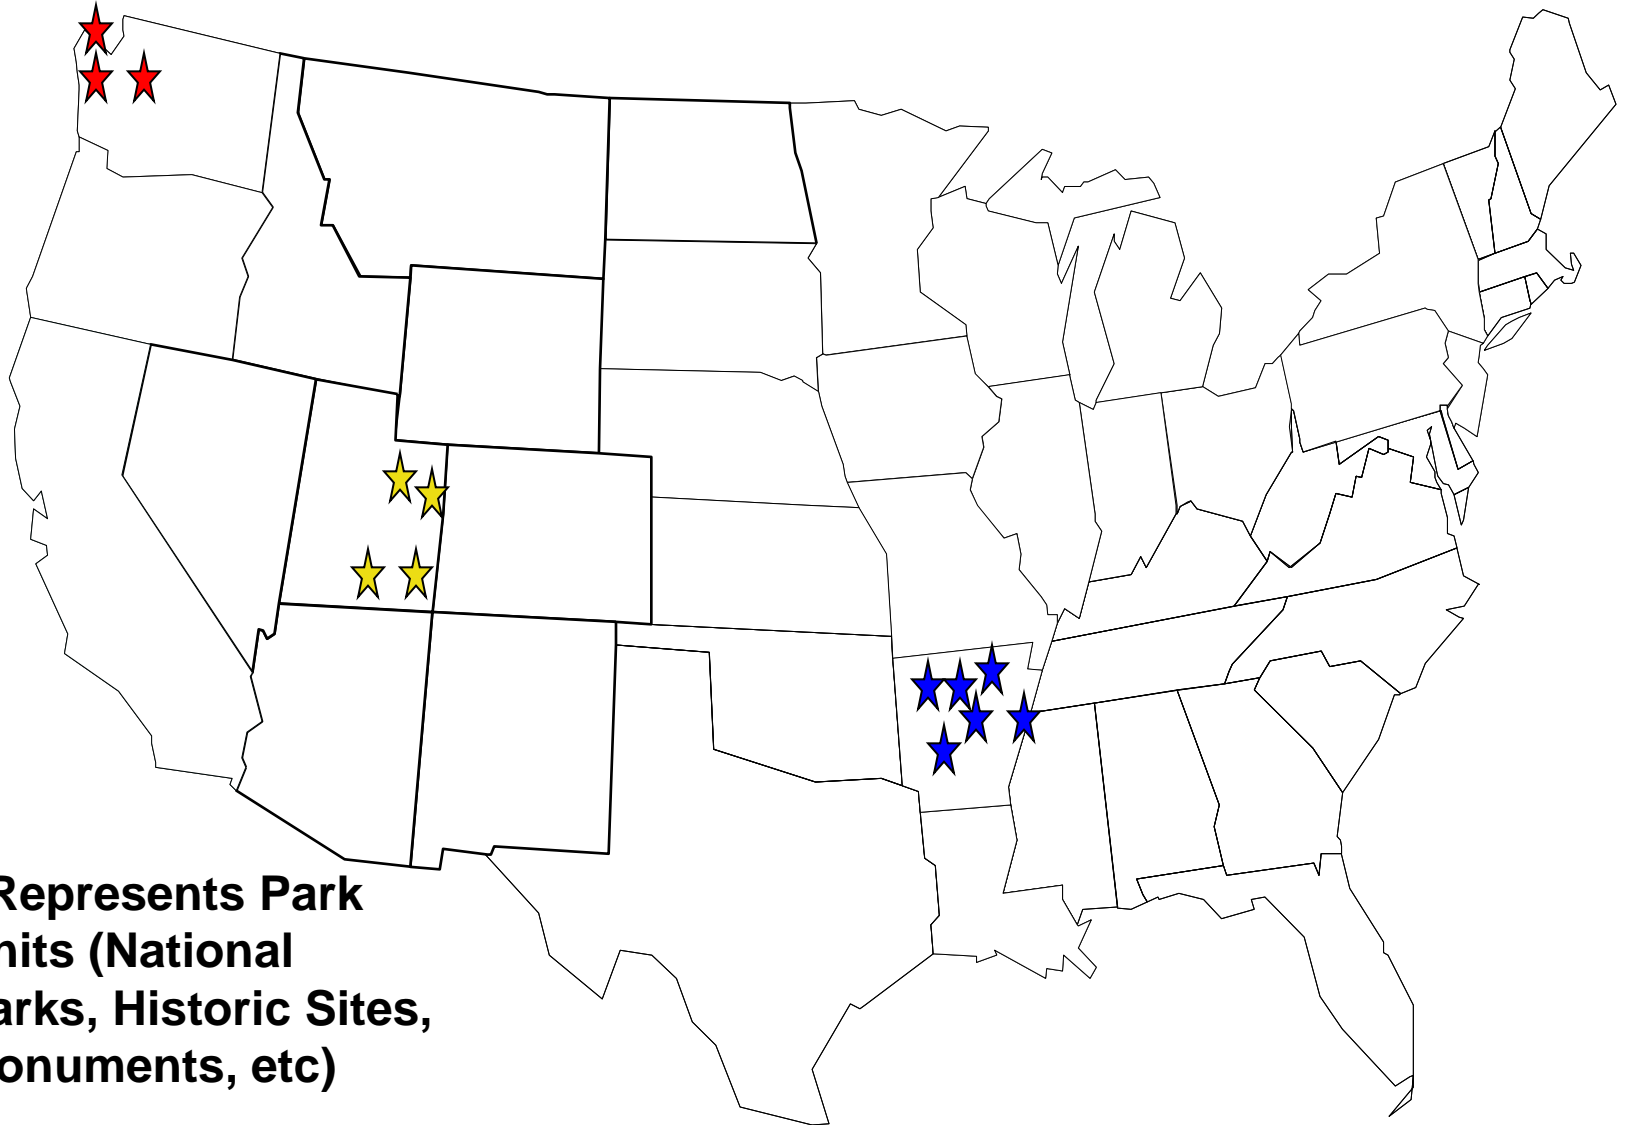 Represents Park
nits (National
arks, Historic Sites,
onuments, etc)